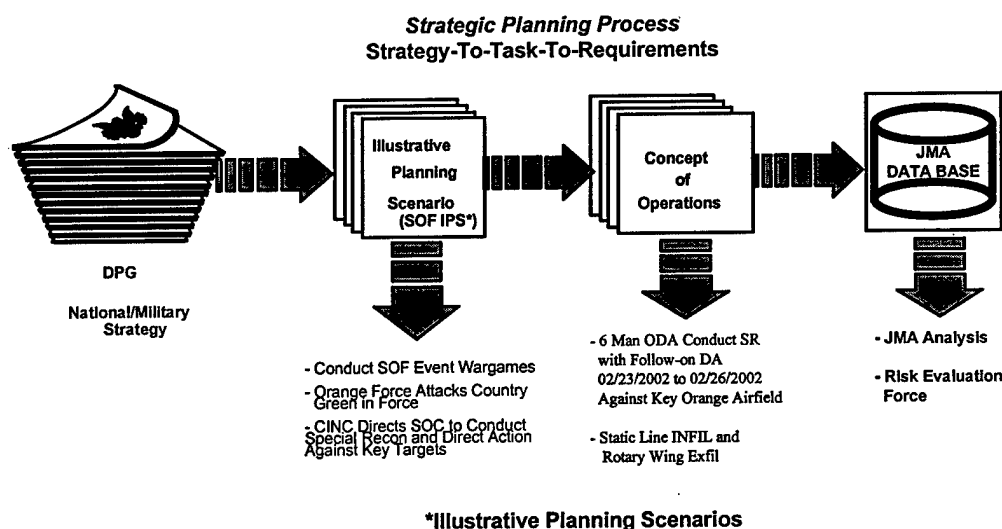 Strategic Planning Process
Strategy-To-Task-To-Requirements
DPG
National/Military
Strategy
Illustrative
Planning
Scenario
(SOF IPS*)
Concept
of
Operations
JMA
DATA BASE
- Conduct SOF Event Wargames
- Orange Force Attacks Country
Green in Force
- CINC Directs SOC to Conduct
Special Recon and Direct Action
Against Key Targets
- 6 Man ODA Conduct SR
with Follow-on DA
02/23/2002 to 02/26/2002
Against Key Orange Airfield
- Static Line INFIL and
Rotary Wing Exfil
- JMA Analysis
- Risk Evaluation
Force
*Illustrative Planning Scenarios